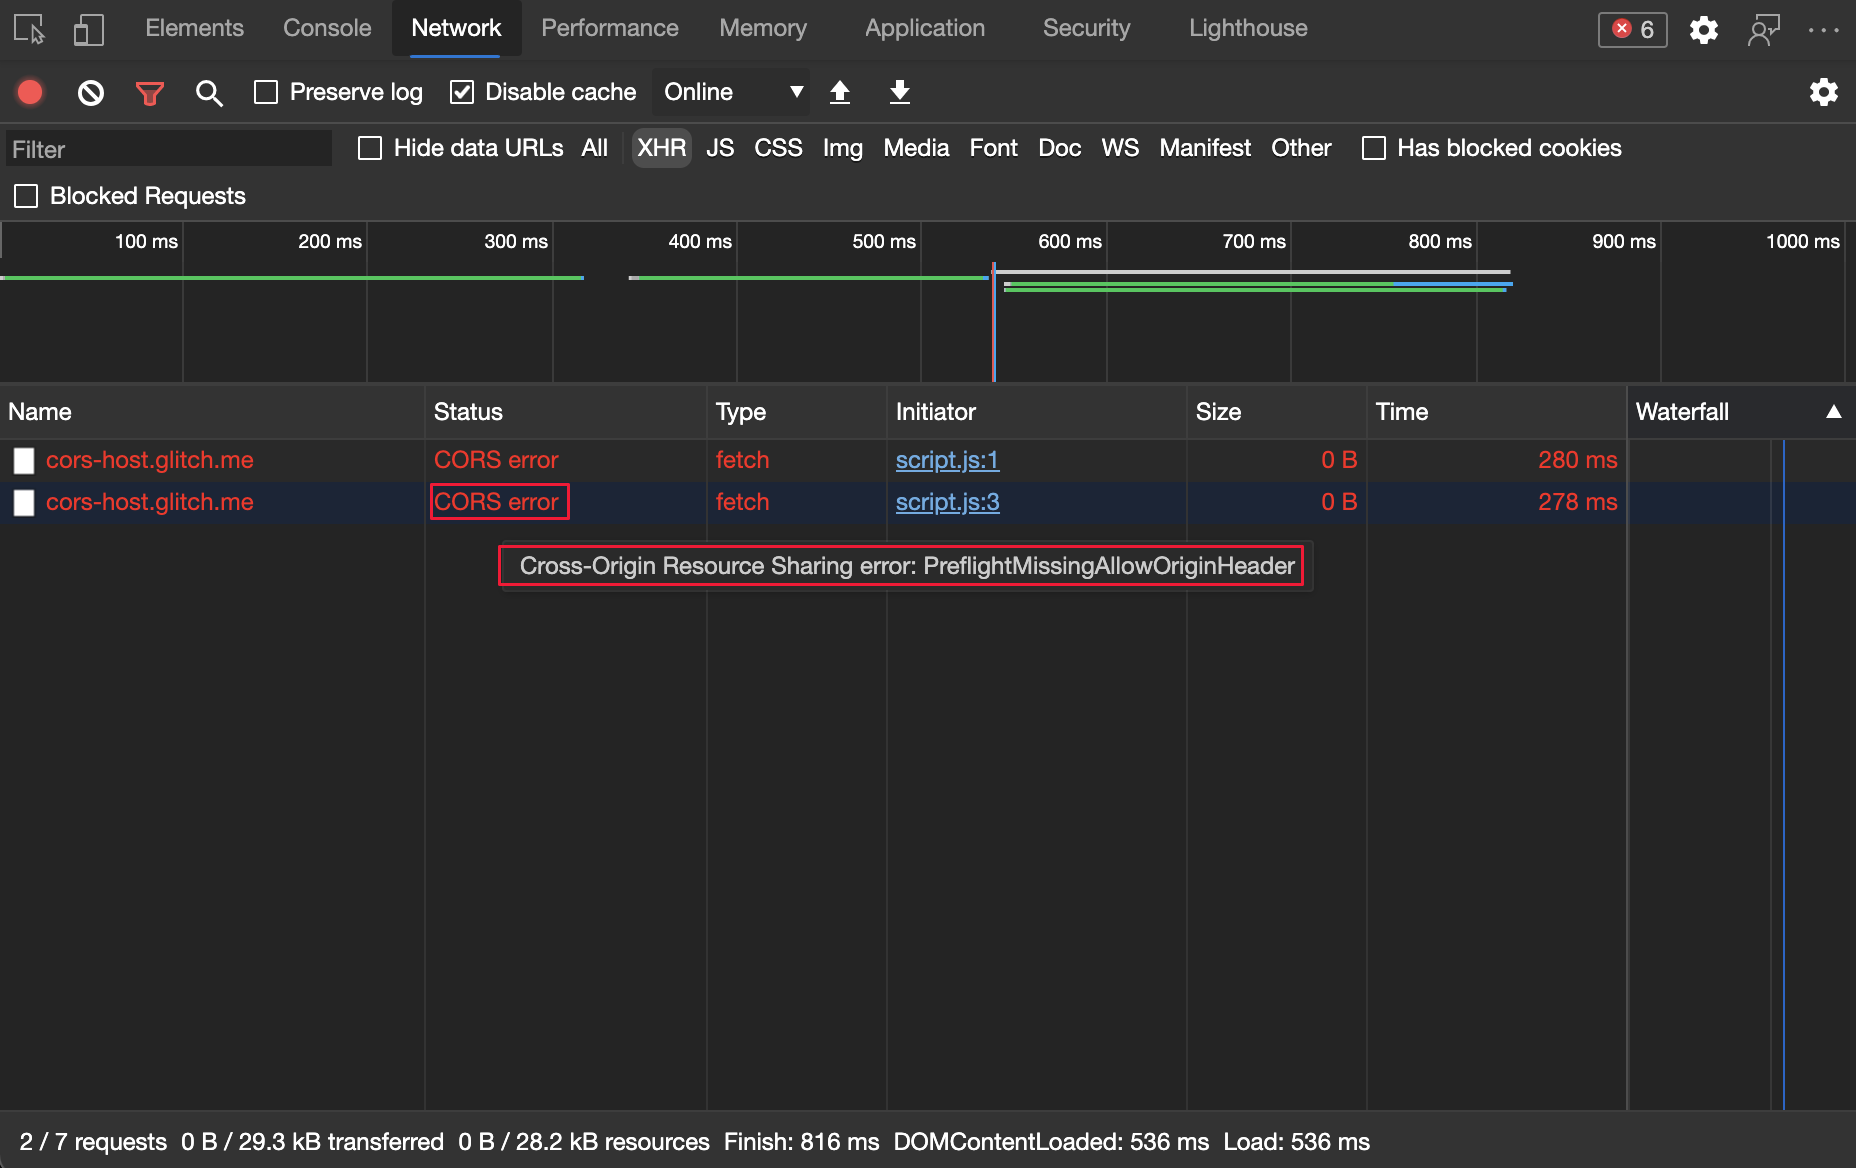 Elements Console Network Performance Memory Application Security Lighthouse 6
Preserve log Disable cache Online
Filter Hide data URLs All XHR JS CSS Img Media Font Doc WS Manifest Other Has blocked cookies
Blocked Requests
100 ms 200 ms 300 ms 400 ms 500 ms 600 ms 700 ms 800 ms 900 ms 1000 ms
Name Status Type Initiator Size Time Waterfall
cors-host.glitch.me CORS error fetch script.js:1 0 B 280 ms
cors-host.glitch.me CORS error fetch script.js:3 0 B 278 ms
Cross-Origin Resource Sharing error: PreflightMissingAllowOriginHeader
2 / 7 requests 0 B / 29.3 kB transferred 0 B / 28.2 kB resources Finish: 816 ms DOMContentLoaded: 536 ms Load: 536 ms